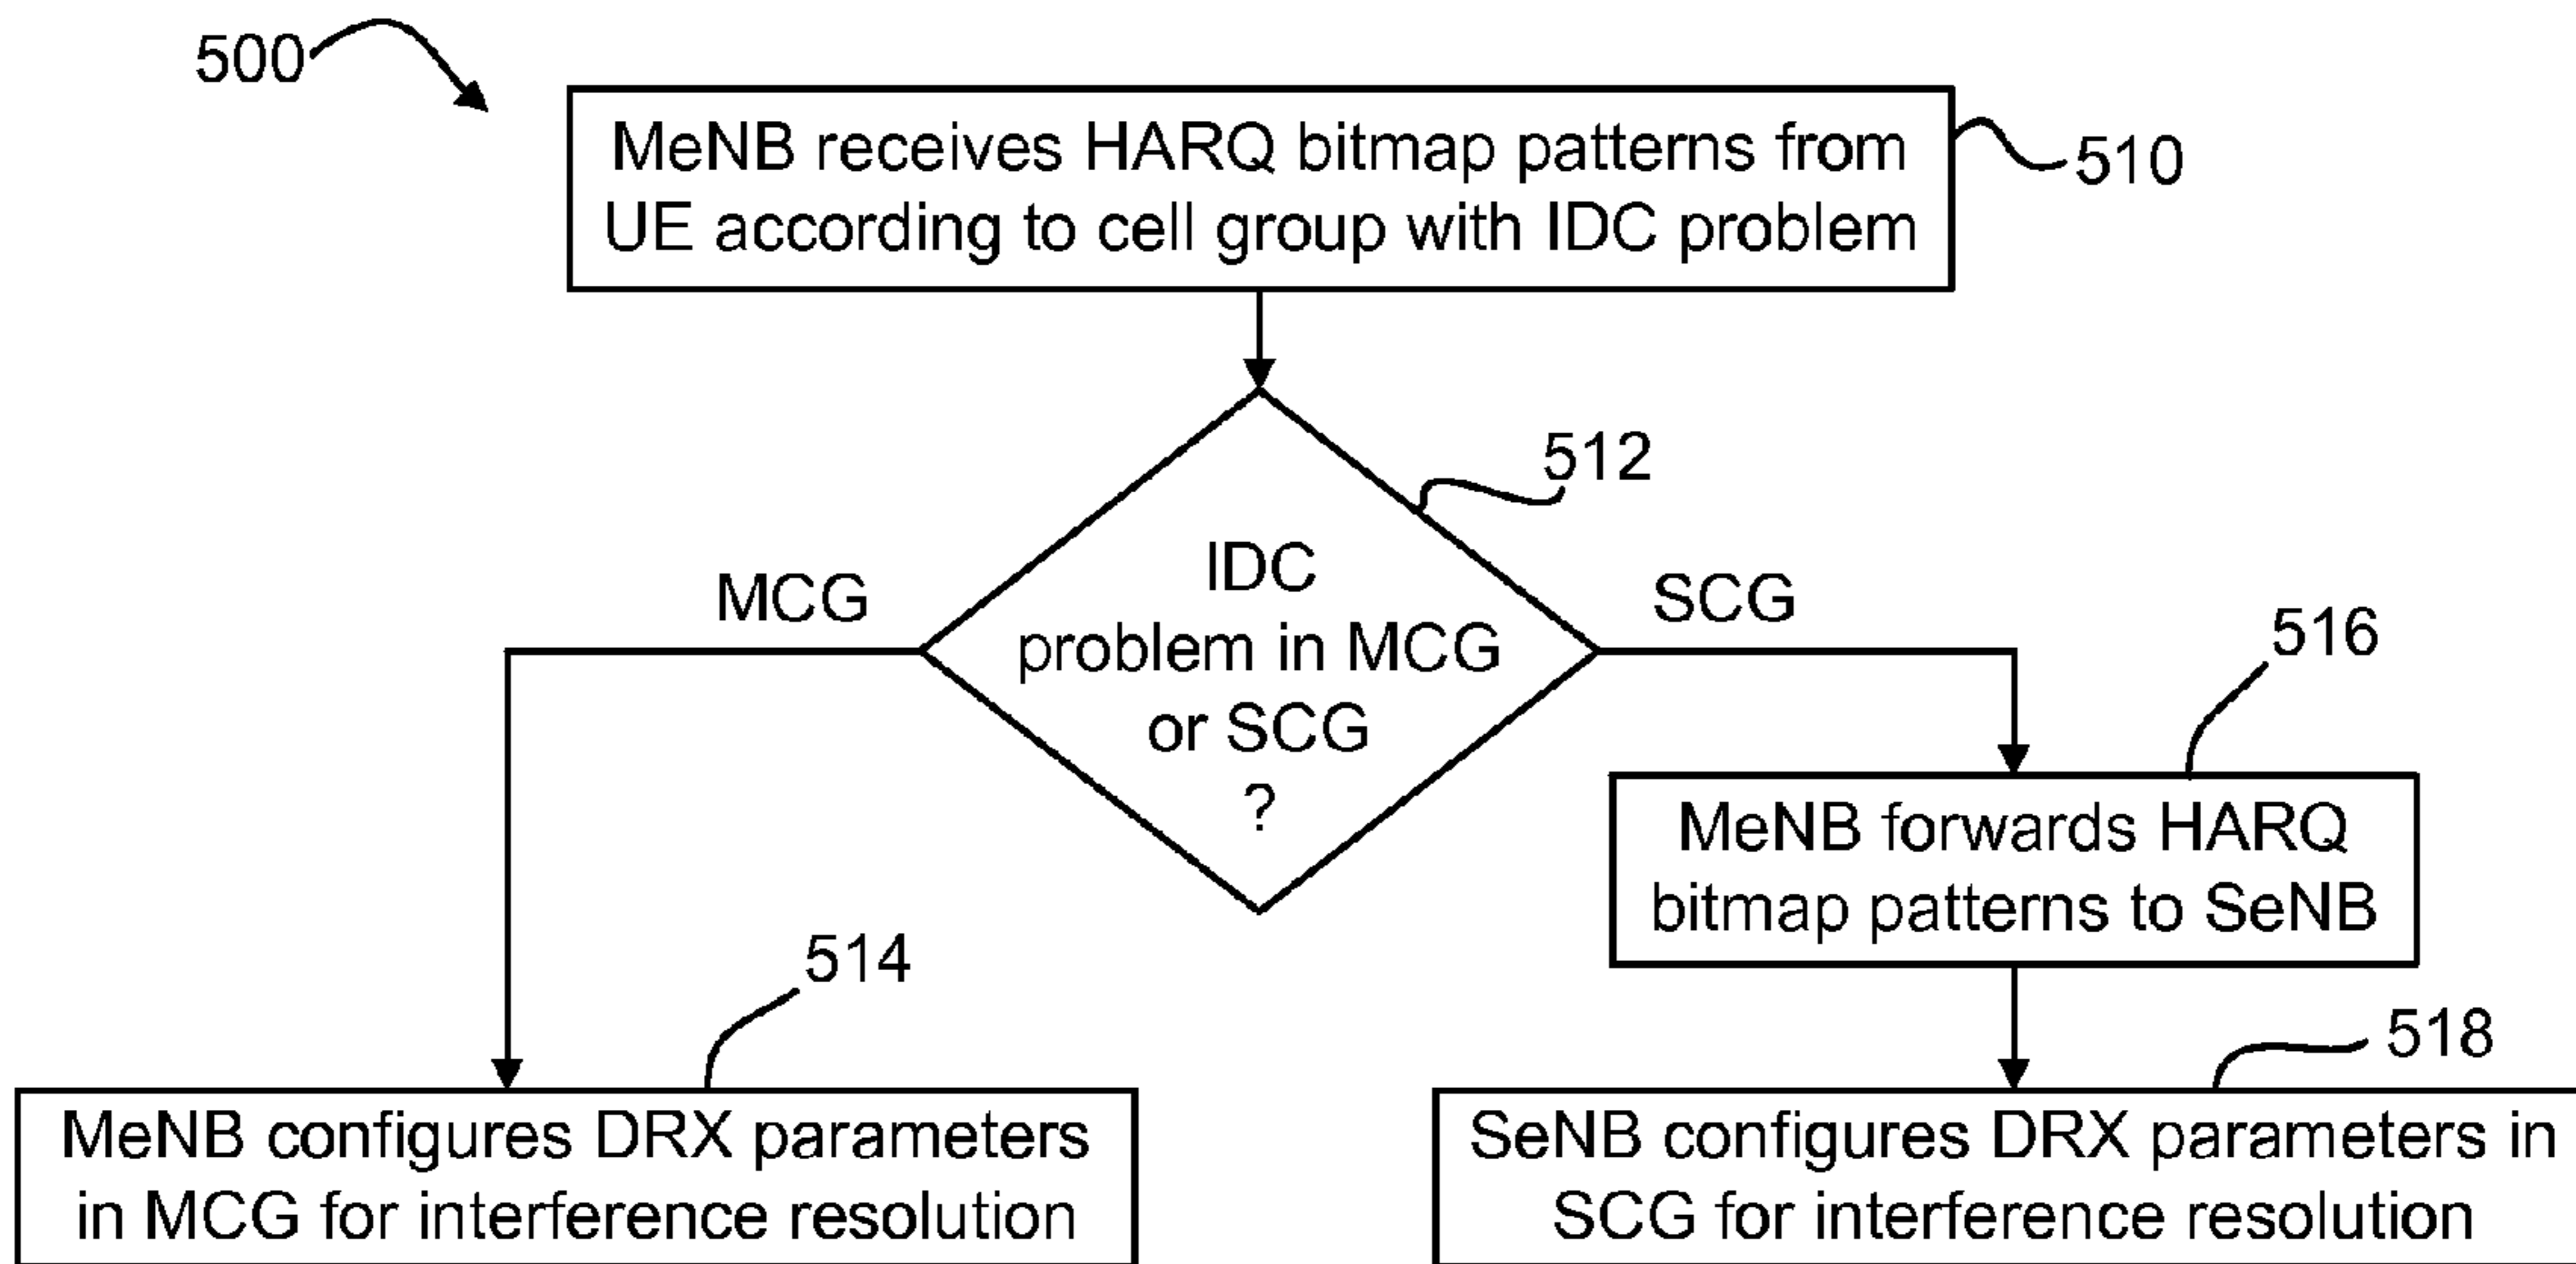 500
MeNB receives HARQ bitmap patterns from
UE according to cell group with IDC problem
510
512
IDC
problem in MCG
or SCG
?
MCG
SCG
516
MeNB forwards HARQ
bitmap patterns to SeNB
514
MeNB configures DRX parameters
in MCG for interference resolution
518
SeNB configures DRX parameters in
SCG for interference resolution